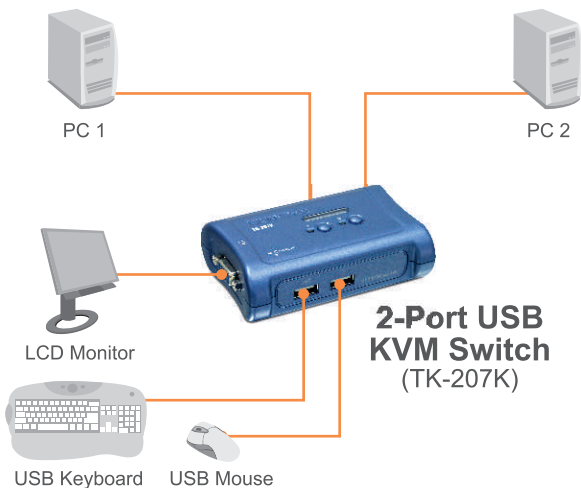 PC 1
PC 2
2-Port USB
KVM Switch
(TK-207K)
LCD Monitor
USB Keyboard
USB Mouse